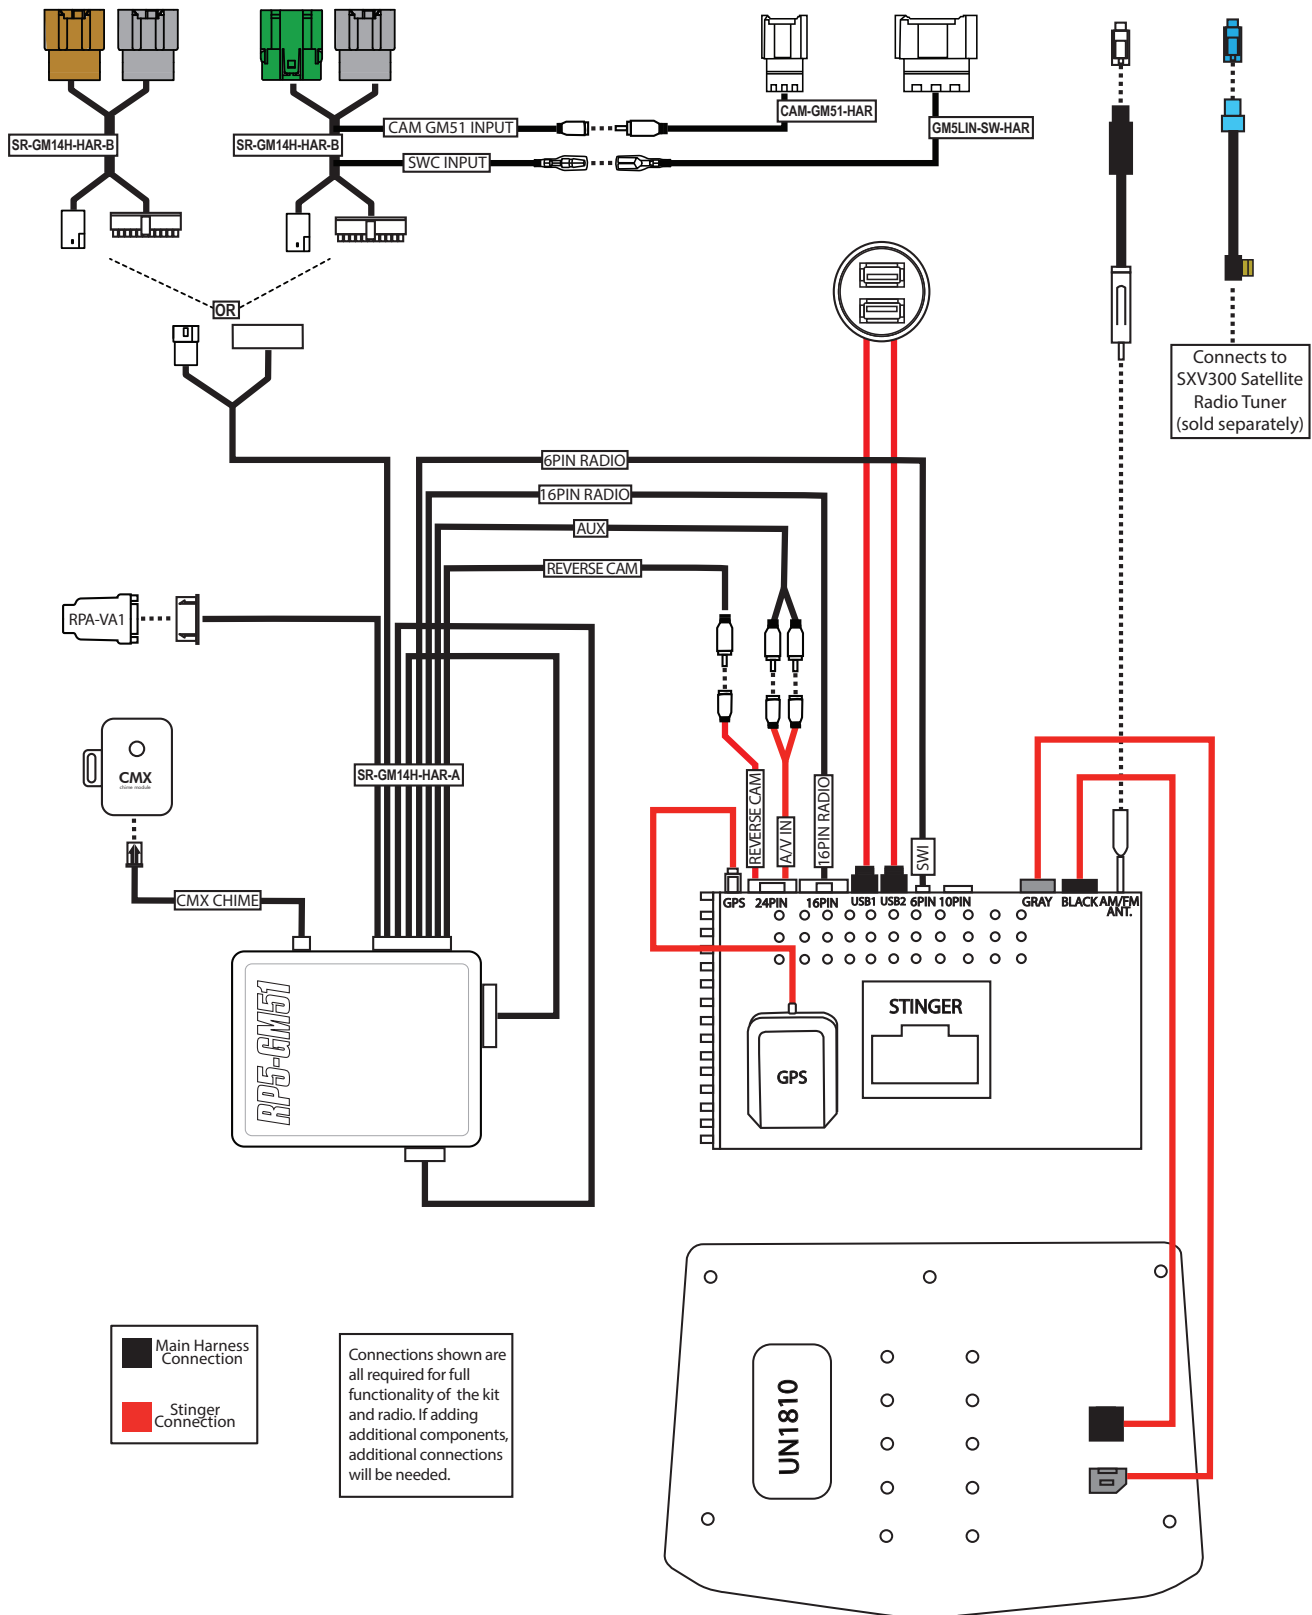 SR-GM14H-HAR-B
SR-GM14H-HAR-B
CAM GM51 INPUT
SWC INPUT
CAM-GM51-HAR
GM5LIN-SW-HAR
OR
Connects to
SXV300 Satellite
Radio Tuner
(sold separately)
6PIN RADIO
16PIN RADIO
AUX
REVERSE CAM
RPA-VA1
CMX
chime module
SR-GM14H-HAR-A
CMX CHIME
REVERSE CAM
A/V IN
16PIN RADIO
SWI
GPS
24PIN
16PIN
USB1
USB2
6PIN
10PIN
GRAY
BLACK
AM/FM
ANT.
RP5-GM51
STINGER
GPS
Main Harness
Connection
Stinger
Connection
Connections shown are
all required for full
functionality of the kit
and radio. If adding
additional components,
additional connections
will be needed.
UN1810